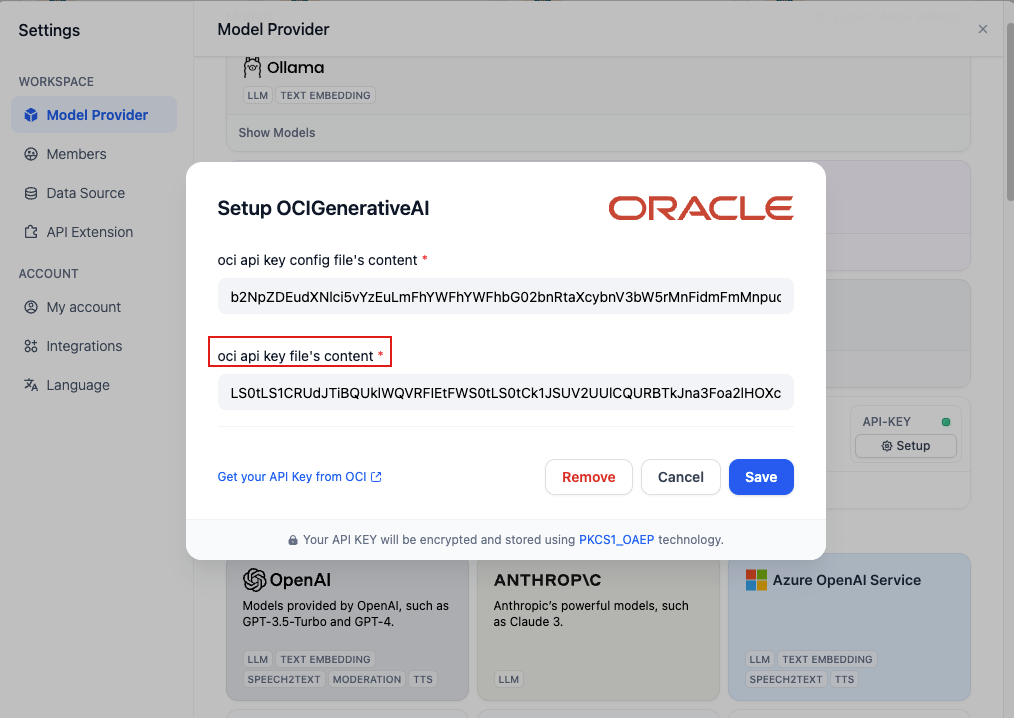 Settings
Model Provider
WORKSPACE
Model Provider
Members
Data Source
API Extension
ACCOUNT
My account
Integrations
Language
Ollama
LLM TEXT EMBEDDING
Show Models
Setup OCIGenerativeAI
ORACLE
oci api key config file's content *
oci api key file's content *
API-KEY
Setup
Get your API Key from OCI
Remove Cancel Save
Your API KEY will be encrypted and stored using PKCS1_OAEP technology.
OpenAI
Models provided by OpenAI, such as
GPT-3.5-Turbo and GPT-4.
LLM TEXT EMBEDDING
SPEECH2TEXT MODERATION TTS
ANTHROP\C
Anthropic's powerful models, such
as Claude 3.
LLM
Azure OpenAI Service
LLM TEXT EMBEDDING
SPEECH2TEXT TTS